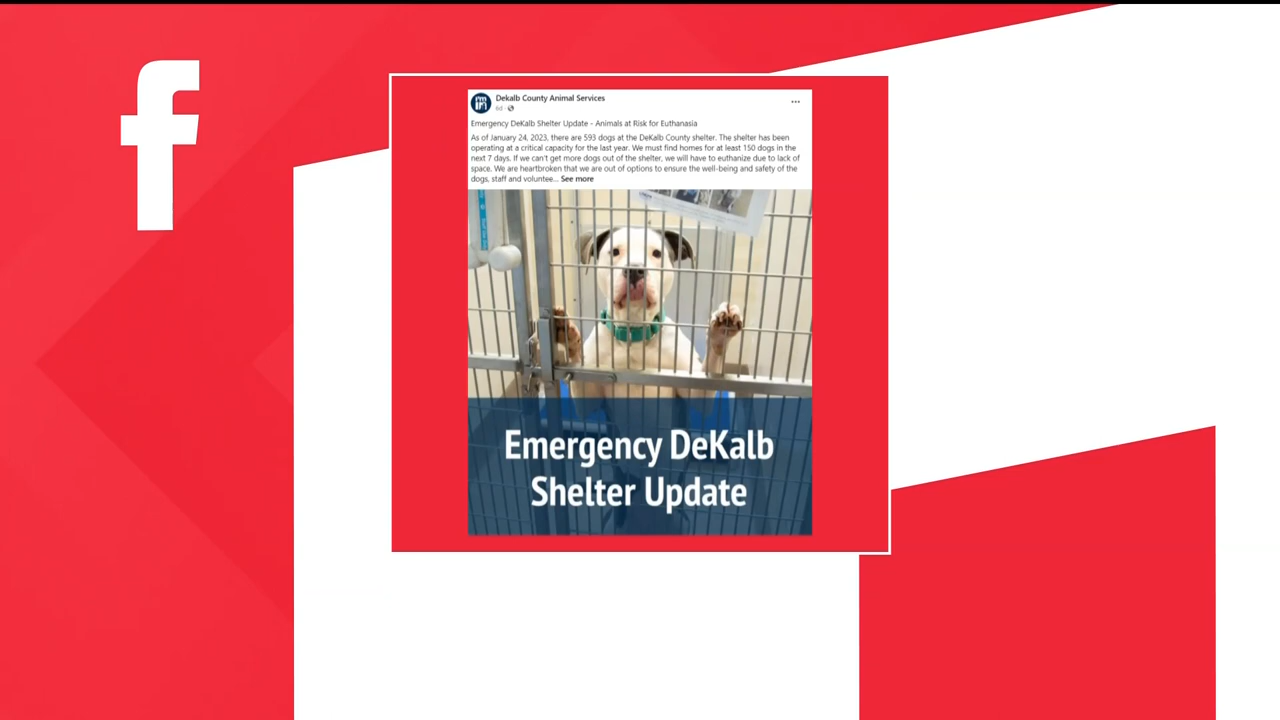 Dekalb County Animal Services
6d
Emergency DeKalb Shelter Update - Animals at Risk for Euthanasia
As of January 24, 2023, there are 593 dogs at the DeKalb County shelter. The shelter has been
operating at a critical capacity for the last year. We must find homes for at least 150 dogs in the
next 7 days. If we can't get more dogs out of the shelter, we will have to euthanize due to lack of
space. We are heartbroken that we are out of options to ensure the well-being and safety of the
dogs, staff and voluntee... See more
Emergency DeKalb
Shelter Update